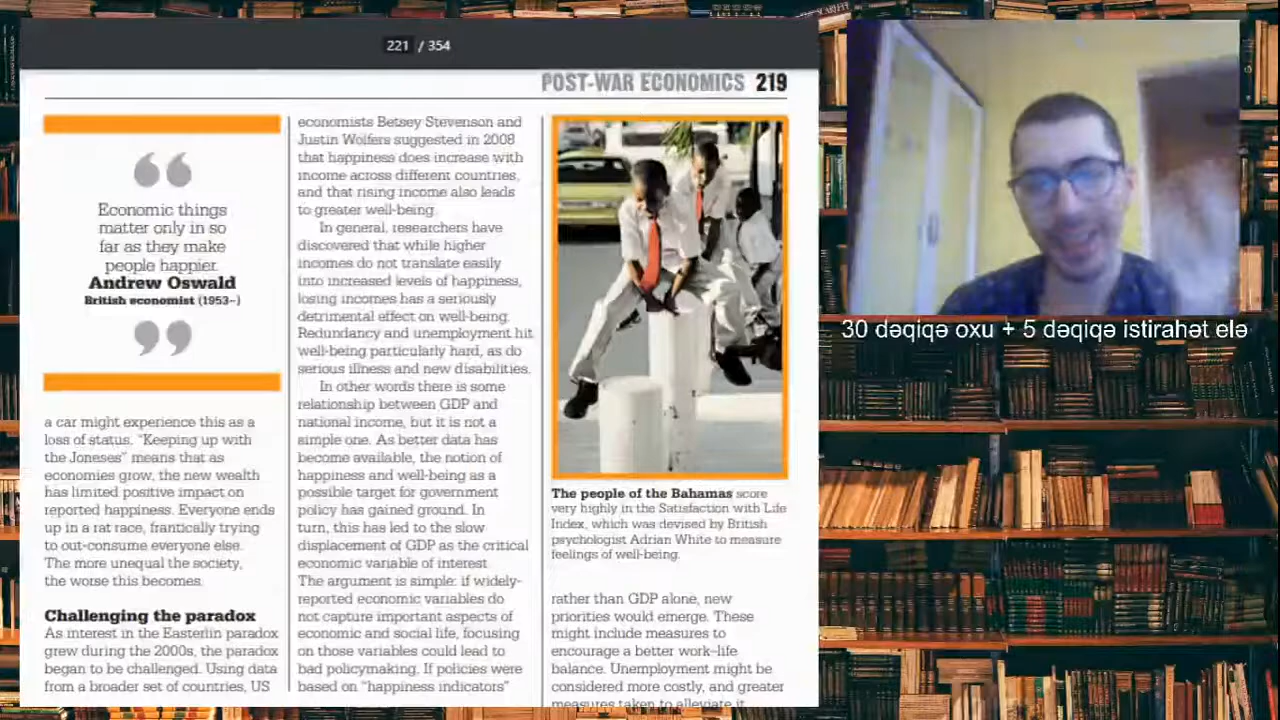 221 / 354
POST-WAR ECONOMICS 219
Economic things
matter only in so
far as they make
people happier.
Andrew Oswald
British economist (1953–)
a car might experience this as a
loss of status. “Keeping up with
the Joneses” means that as
economies grow, the new wealth
has limited positive impact on
reported happiness. Everyone ends
up in a rat race, frantically trying
to out-consume everyone else.
The more unequal the society,
the worse this becomes.
Challenging the paradox
As interest in the Easterlin paradox
grew during the 2000s, the paradox
began to be challenged. Using data
from a broader set of countries, US
economists Betsey Stevenson and
Justin Wolfers suggested in 2008
that happiness does increase with
income across different countries,
and that rising income also leads
to greater well-being.
In general, researchers have
discovered that while higher
incomes do not translate easily
into increased levels of happiness,
losing incomes has a seriously
detrimental effect on well-being.
Redundancy and unemployment hit
well-being particularly hard, as do
serious illness and new disabilities.
In other words there is some
relationship between GDP and
national income, but it is not a
simple one. As better data has
become available, the notion of
happiness and well-being as a
possible target for government
policy has gained ground. In
turn, this has led to the slow
displacement of GDP as the critical
economic variable of interest.
The argument is simple: if widely-
reported economic variables do
not capture important aspects of
economic and social life, focusing
on those variables could lead to
bad policymaking. If policies were
based on “happiness indicators”
The people of the Bahamas score
very highly in the Satisfaction with Life
Index, which was devised by British
psychologist Adrian White to measure
feelings of well-being.
rather than GDP alone, new
priorities would emerge. These
might include measures to
encourage a better work–life
balance. Unemployment might be
considered more costly, and greater
measures taken to alleviate it
30 dəqiqə oxu + 5 dəqiqə istirahət elə